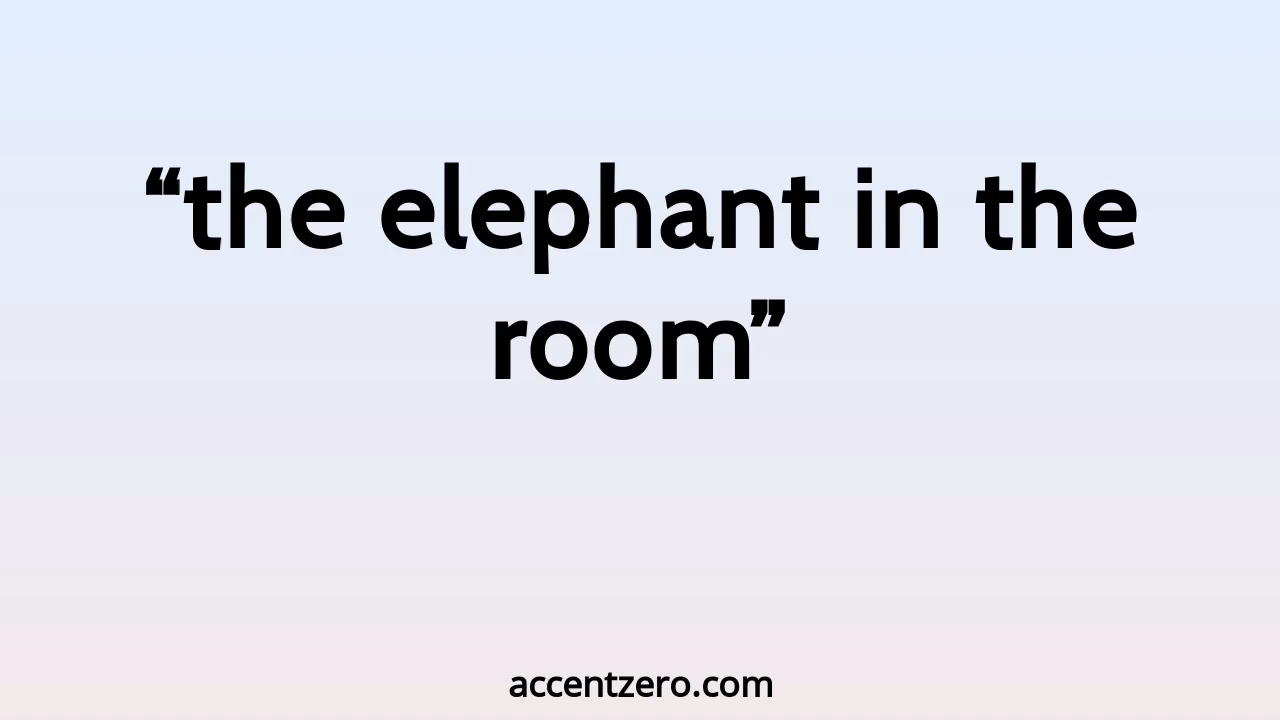 “the elephant in the
room”
accentzero.com